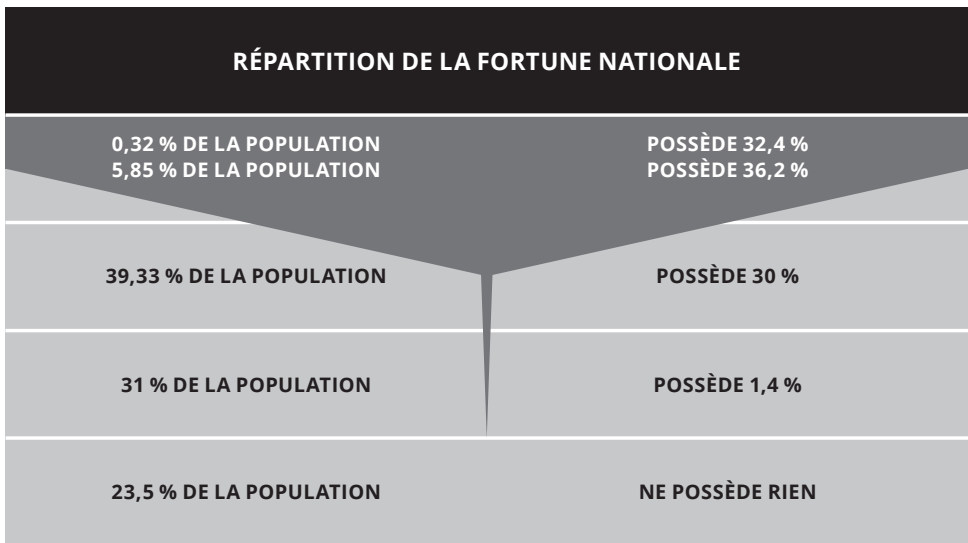 RÉPARTITION DE LA FORTUNE NATIONALE
0,32 % DE LA POPULATION POSSÈDE 32,4 %
5,85 % DE LA POPULATION POSSÈDE 36,2 %
39,33 % DE LA POPULATION POSSÈDE 30 %
31 % DE LA POPULATION POSSÈDE 1,4 %
23,5 % DE LA POPULATION NE POSSÈDE RIEN